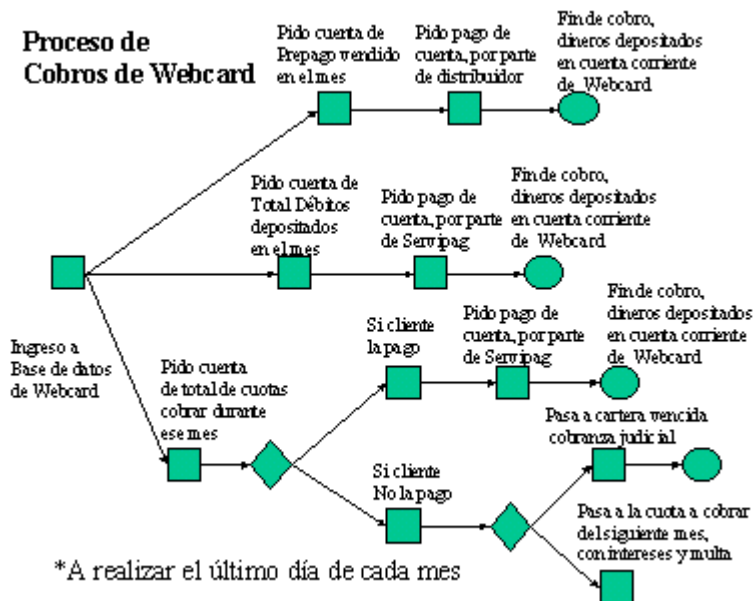 Proceso de
Cobros de Webcard
Pido cuenta de
Prepago vendido
en el mes
Pido pago de
cuenta, por parte
de distribuidor
Fin de cobro,
dineros depositados
en cuenta corriente
de Webcard
Pido cuenta de
Total Débitos
depositados
en el mes
Pido pago de
cuenta, por parte
de Servipag
Fin de cobro,
dineros depositados
en cuenta corriente
de Webcard
Ingreso a
Base de datos
de Webcard
Pido cuenta
de total de cuotas
cobrar durante
ese mes
Si cliente
la pago
Pido pago de
cuenta, por parte
de Servipag
Fin de cobro,
dineros depositados
en cuenta corriente
de Webcard
Si cliente
No la pago
Pasa a cartera vencida
cobranza judicial
Pasa a la cuota a cobrar
del siguiente mes,
con intereses y multa
*A realizar el último día de cada mes